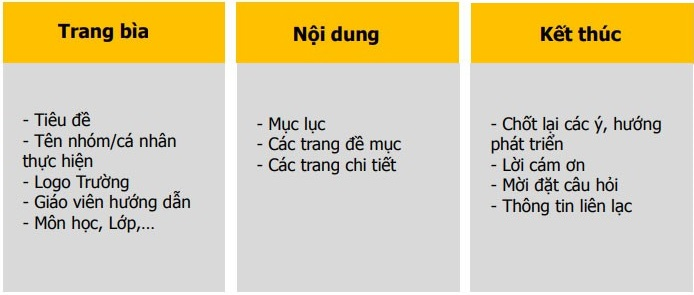 Trang bìa
- Tiêu đề
- Tên nhóm/cá nhân
thực hiện
- Logo Trường
- Giáo viên hướng dẫn
- Môn học, Lớp,...
Nội dung
- Mục lục
- Các trang đề mục
- Các trang chi tiết
Kết thúc
- Chốt lại các ý, hướng
phát triển
- Lời cám ơn
- Mời đặt câu hỏi
- Thông tin liên lạc